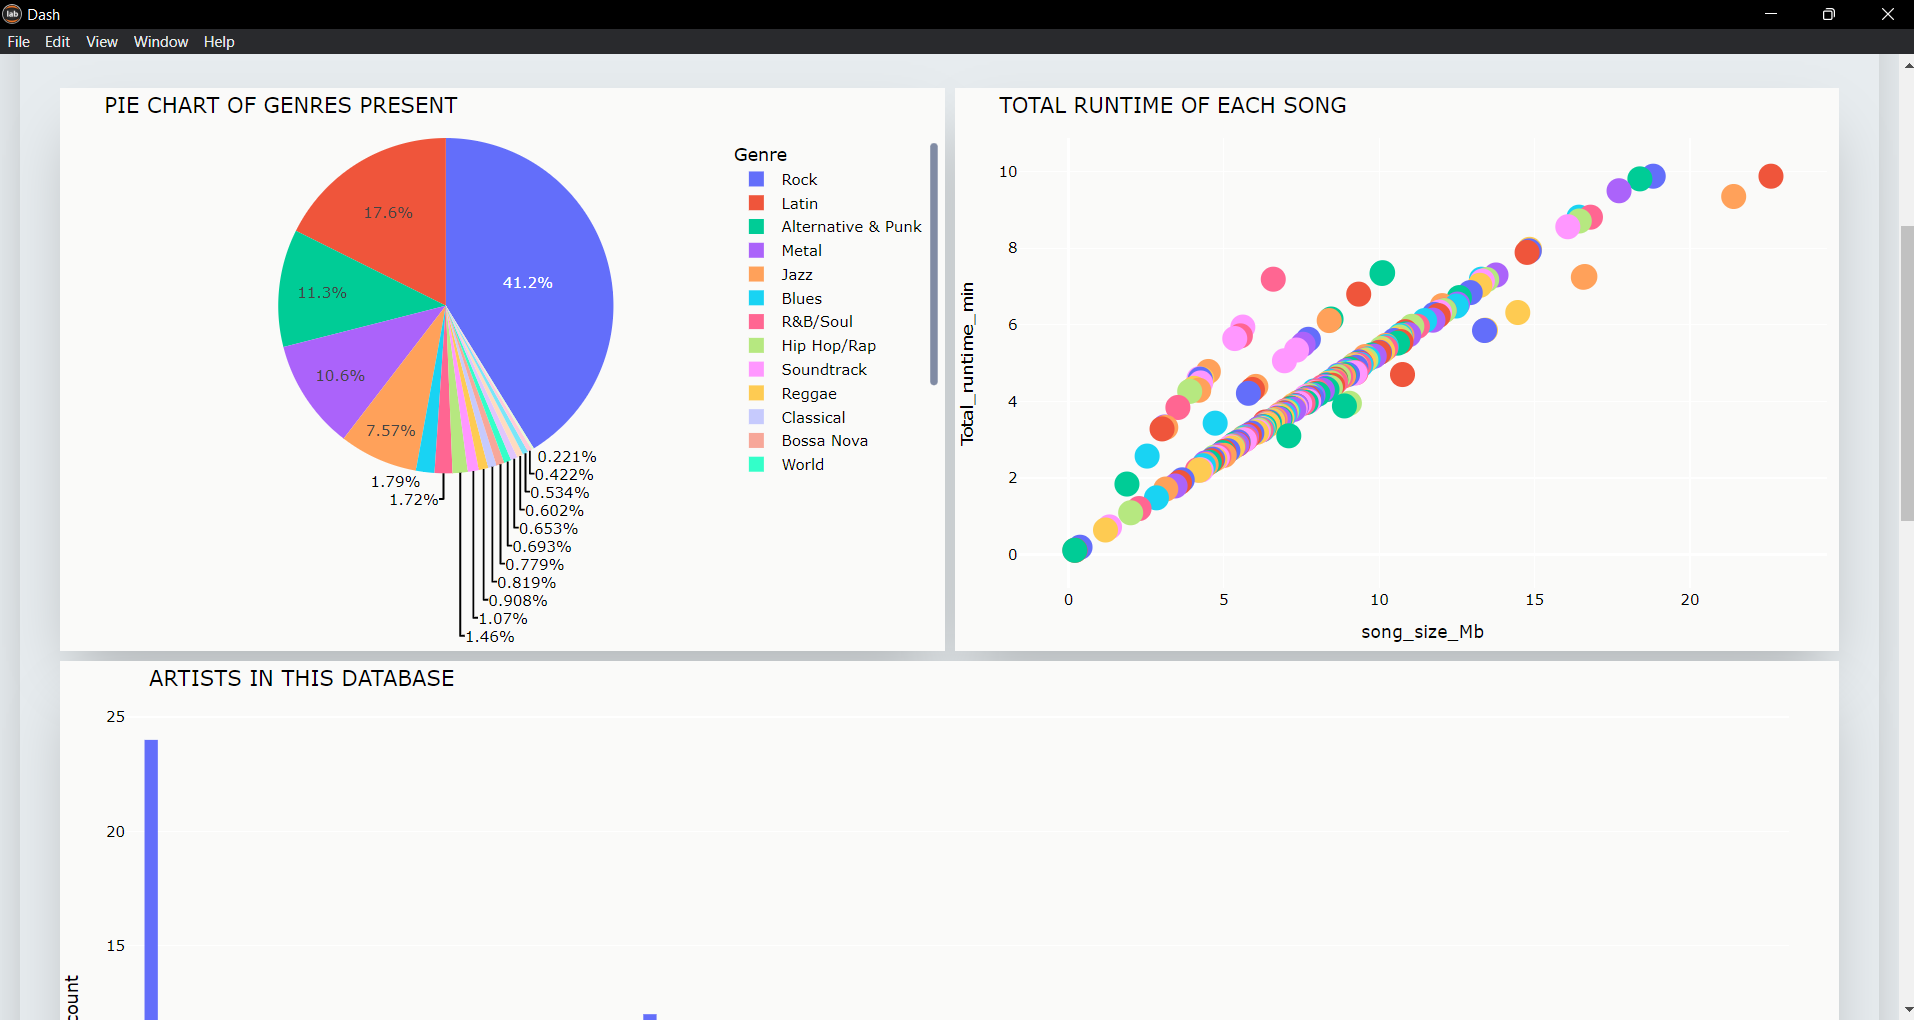 lab Dash
File Edit View Window Help
PIE CHART OF GENRES PRESENT
41.2%
17.6%
11.3%
10.6%
7.57%
1.79%
1.72%
0.221%
0.422%
0.534%
0.602%
0.653%
0.693%
0.779%
0.819%
0.908%
1.07%
1.46%
Genre
Rock
Latin
Alternative & Punk
Metal
Jazz
Blues
R&B/Soul
Hip Hop/Rap
Soundtrack
Reggae
Classical
Bossa Nova
World
TOTAL RUNTIME OF EACH SONG
Total_runtime_min
10
8
6
4
2
0
0 5 10 15 20
song_size_Mb
ARTISTS IN THIS DATABASE
25
20
15
count